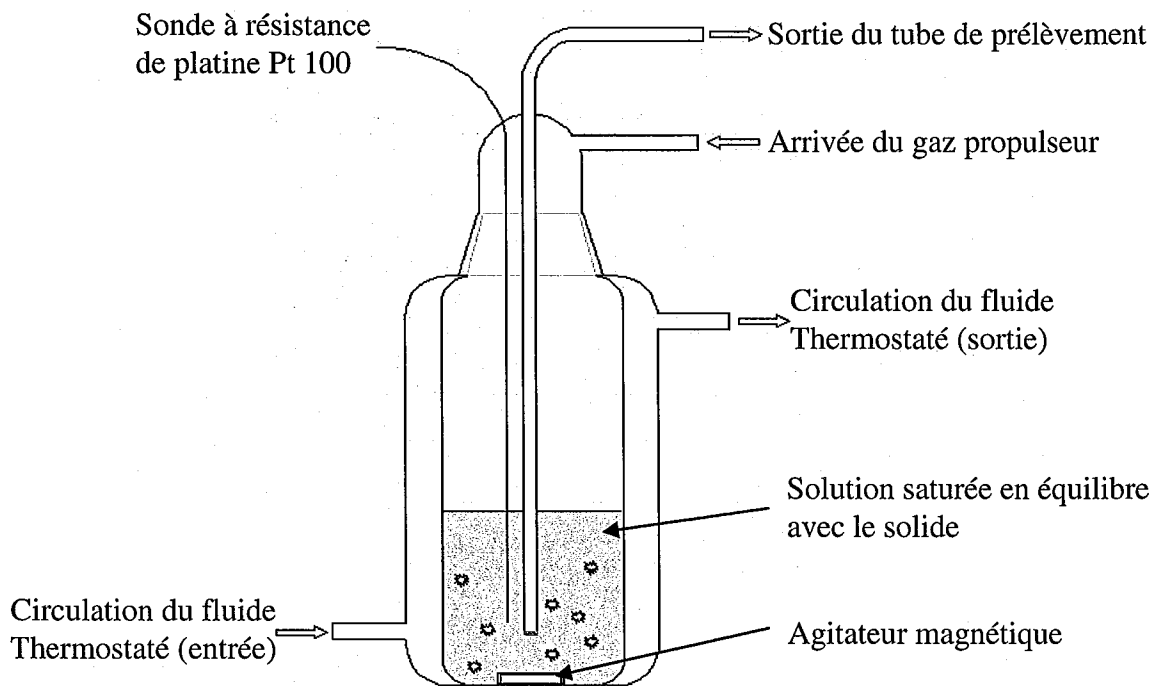 Sonde à résistance
de platine Pt 100
Sortie du tube de prélèvement
Arrivée du gaz propulseur
Circulation du fluide
Thermostaté (sortie)
Solution saturée en équilibre
avec le solide
Circulation du fluide
Thermostaté (entrée)
Agitateur magnétique